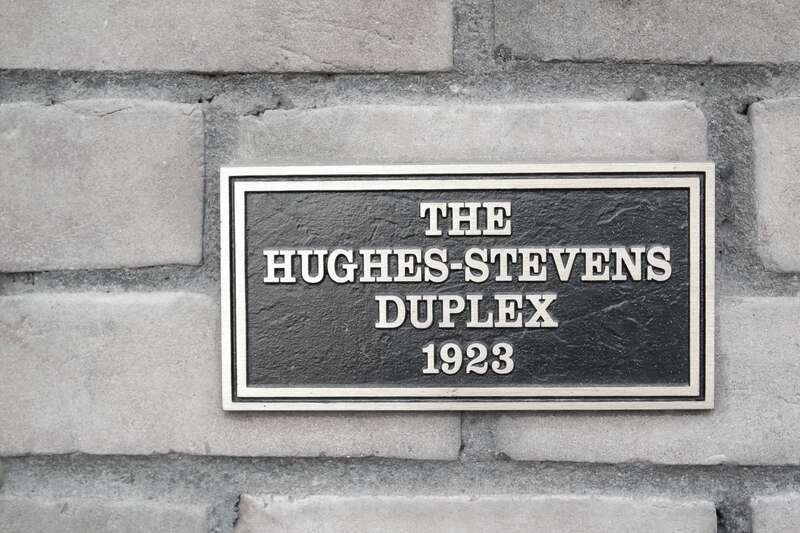 THE
HUGHES-STEVENS
DUPLEX
1923